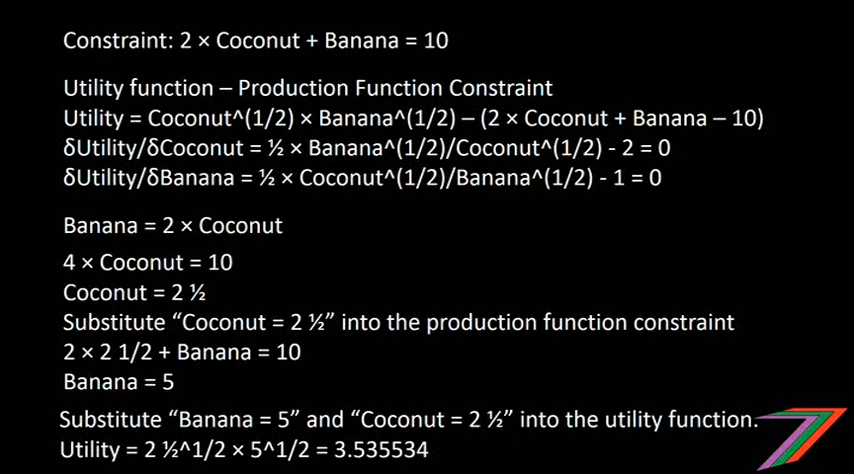 Constraint: 2 × Coconut + Banana = 10
Utility function – Production Function Constraint
Utility = Coconut^(1/2) × Banana^(1/2) – (2 × Coconut + Banana – 10)
δUtility/δCoconut = ½ × Banana^(1/2)/Coconut^(1/2) - 2 = 0
δUtility/δBanana = ½ × Coconut^(1/2)/Banana^(1/2) - 1 = 0
Banana = 2 × Coconut
4 × Coconut = 10
Coconut = 2 ½
Substitute “Coconut = 2 ½” into the production function constraint
2 × 2 1/2 + Banana = 10
Banana = 5
Substitute “Banana = 5” and “Coconut = 2 ½” into the utility function.
Utility = 2 ½^1/2 × 5^1/2 = 3.535534